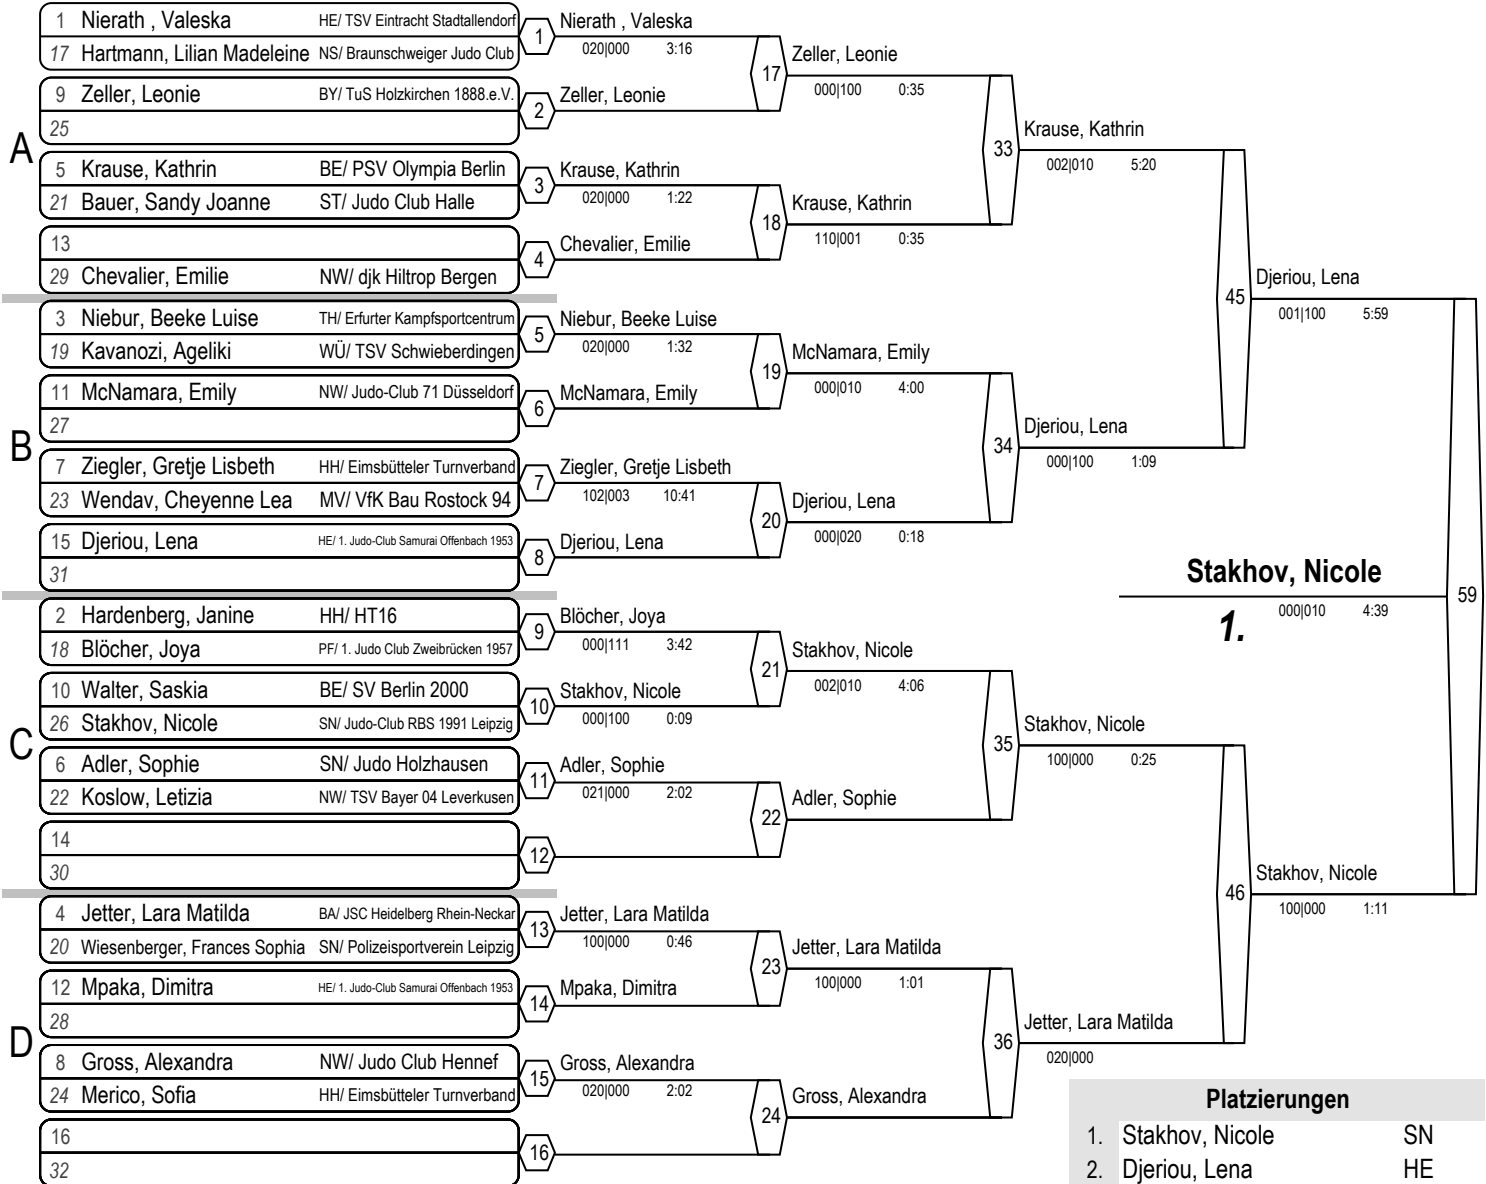 1 Nierath , Valeska HE/ TSV Eintracht Stadtallendorf
17 Hartmann, Lilian Madeleine NS/ Braunschweiger Judo Club
9 Zeller, Leonie BY/ TuS Holzkirchen 1888.e.V.
25
A
5 Krause, Kathrin BE/ PSV Olympia Berlin
21 Bauer, Sandy Joanne ST/ Judo Club Halle
13
29 Chevalier, Emilie NW/ djk Hiltrop Bergen
3 Niebur, Beeke Luise TH/ Erfurter Kampfsportcentrum
19 Kavanozi, Ageliki WÜ/ TSV Schwieberdingen
11 McNamara, Emily NW/ Judo-Club 71 Düsseldorf
27
B
7 Ziegler, Gretje Lisbeth HH/ Eimsbütteler Turnverband
23 Wendav, Cheyenne Lea MV/ VfK Bau Rostock 94
15 Djeriou, Lena HE/ 1. Judo-Club Samurai Offenbach 1953
31
2 Hardenberg, Janine HH/ HT16
18 Blöcher, Joya PF/ 1. Judo Club Zweibrücken 1957
10 Walter, Saskia BE/ SV Berlin 2000
26 Stakhov, Nicole SN/ Judo-Club RBS 1991 Leipzig
C
6 Adler, Sophie SN/ Judo Holzhausen
22 Koslow, Letizia NW/ TSV Bayer 04 Leverkusen
14
30
4 Jetter, Lara Matilda BA/ JSC Heidelberg Rhein-Neckar
20 Wiesenberger, Frances Sophia SN/ Polizeisportverein Leipzig
12 Mpaka, Dimitra HE/ 1. Judo-Club Samurai Offenbach 1953
28
D
8 Gross, Alexandra NW/ Judo Club Hennef
24 Merico, Sofia HH/ Eimsbütteler Turnverband
16
32
1 Nierath , Valeska
020|000 3:16
2 Zeller, Leonie
3 Krause, Kathrin
020|000 1:22
4 Chevalier, Emilie
5 Niebur, Beeke Luise
020|000 1:32
6 McNamara, Emily
7 Ziegler, Gretje Lisbeth
102|003 10:41
8 Djeriou, Lena
9 Blöcher, Joya
000|111 3:42
10 Stakhov, Nicole
000|100 0:09
11 Adler, Sophie
021|000 2:02
12
13 Jetter, Lara Matilda
100|000 0:46
14 Mpaka, Dimitra
15 Gross, Alexandra
020|000 2:02
16
17 Zeller, Leonie
000|100 0:35
18 Krause, Kathrin
110|001 0:35
19 McNamara, Emily
000|010 4:00
20 Djeriou, Lena
000|020 0:18
21 Stakhov, Nicole
002|010 4:06
22 Adler, Sophie
23 Jetter, Lara Matilda
100|000 1:01
24 Gross, Alexandra
33 Krause, Kathrin
002|010 5:20
34 Djeriou, Lena
000|100 1:09
35 Stakhov, Nicole
100|000 0:25
36 Jetter, Lara Matilda
020|000
45 Djeriou, Lena
001|100 5:59
46 Stakhov, Nicole
100|000 1:11
Stakhov, Nicole
59
1. 000|010 4:39
Platzierungen
1. Stakhov, Nicole SN
2. Djeriou, Lena HE